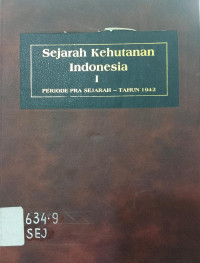 Sejarah Kehutanan
Indonesia
I
PERIODE PRA SEJARAH – TAHUN 1942
634.9
SEJ